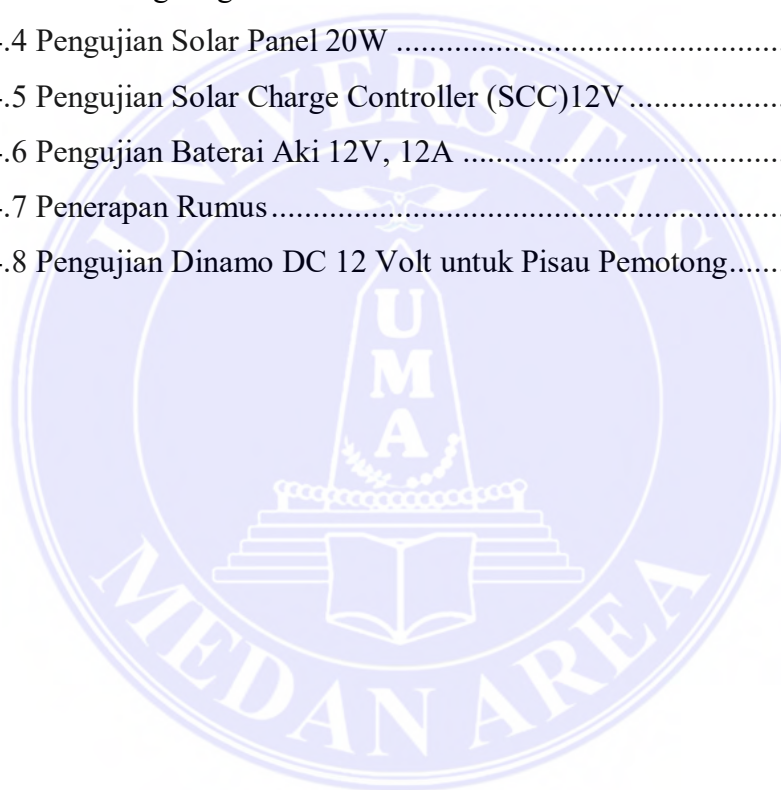 .4 Pengujian Solar Panel 20W ........................................................
.5 Pengujian Solar Charge Controller (SCC)12V ......................
.6 Pengujian Baterai Aki 12V, 12A ..............................................
.7 Penerapan Rumus ........................................................................
.8 Pengujian Dinamo DC 12 Volt untuk Pisau Pemotong .......
UNIVERSITAS
U
M
A
MEDAN AREA